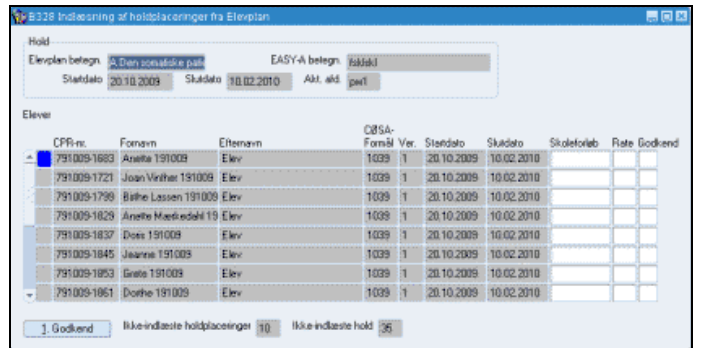 B328 Indlæsning af holdplaceringer fra Elevplan
Hold
Elevplan betegn. A.Den somatiske pati EASY-A betegn. fskfskl
Startdato 20.10.2009 Slutdato 10.02.2010 Akt. afd. per1
Elever
CPR-nr. Fornavn Efternavn CØSA-Formål Ver. Startdato Slutdato Skoleforløb Rate Godkend
791009-1683 Anette 191009 Elev 1039 1 20.10.2009 10.02.2010
791009-1721 Joan Vinther 191009 Elev 1039 1 20.10.2009 10.02.2010
791009-1799 Birthe Lassen 191009 Elev 1039 1 20.10.2009 10.02.2010
791009-1829 Anette Mærkedahl 19 Elev 1039 1 20.10.2009 10.02.2010
791009-1837 Doris 191009 Elev 1039 1 20.10.2009 10.02.2010
791009-1845 Jeanne 191009 Elev 1039 1 20.10.2009 10.02.2010
791009-1853 Grete 191009 Elev 1039 1 20.10.2009 10.02.2010
791009-1861 Dorthe 191009 Elev 1039 1 20.10.2009 10.02.2010
1. Godkend Ikke-indlæste holdplaceringer 10 Ikke-indlæste hold 35